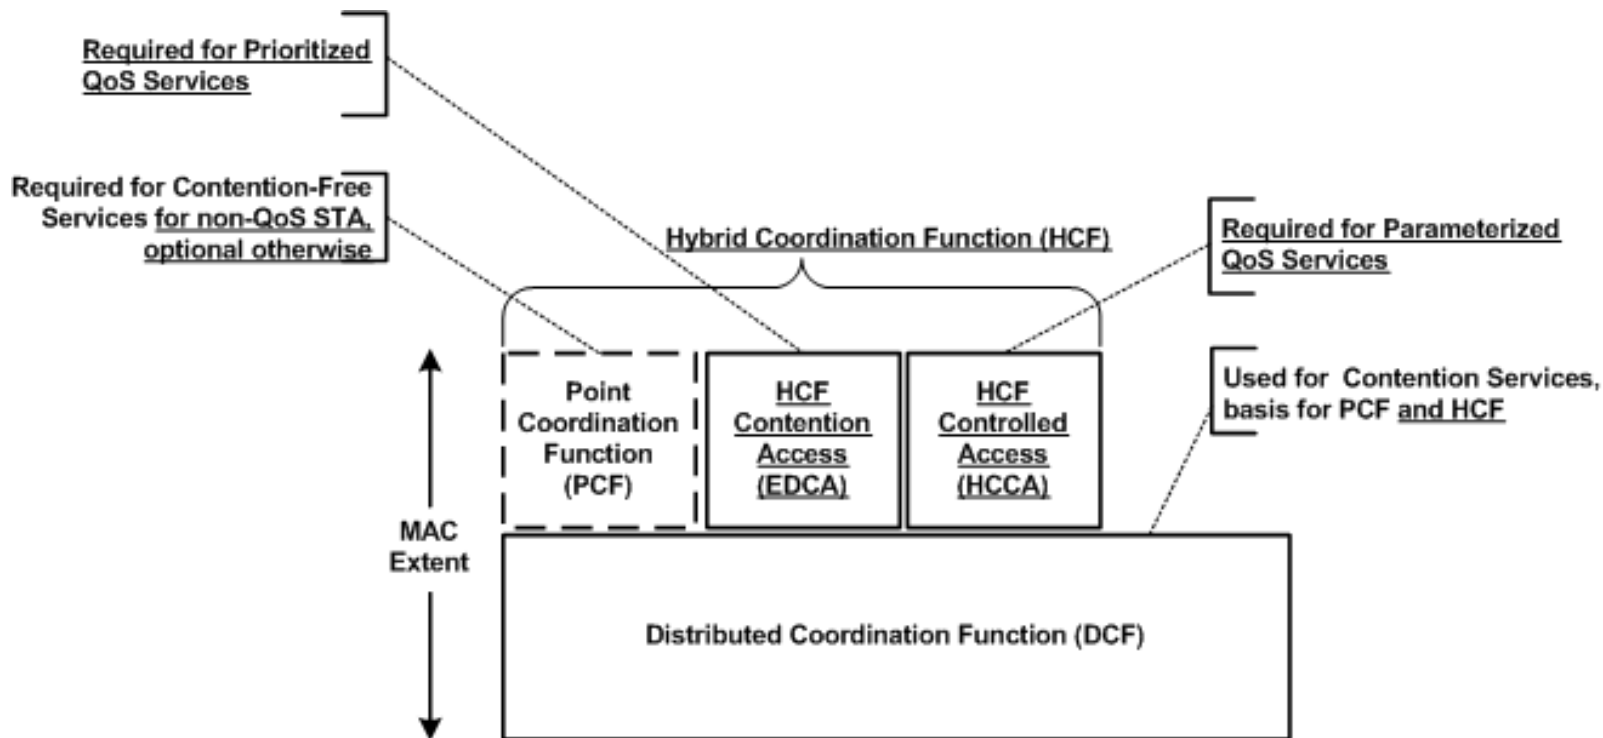 Required for Prioritized
QoS Services
Required for Contention-Free
Services for non-QoS STA,
optional otherwise
Hybrid Coordination Function (HCF)
Required for Parameterized
QoS Services
Used for Contention Services,
basis for PCF and HCF
Point
Coordination
Function
(PCF)
HCF
Contention
Access
(EDCA)
HCF
Controlled
Access
(HCCA)
MAC
Extent
Distributed Coordination Function (DCF)